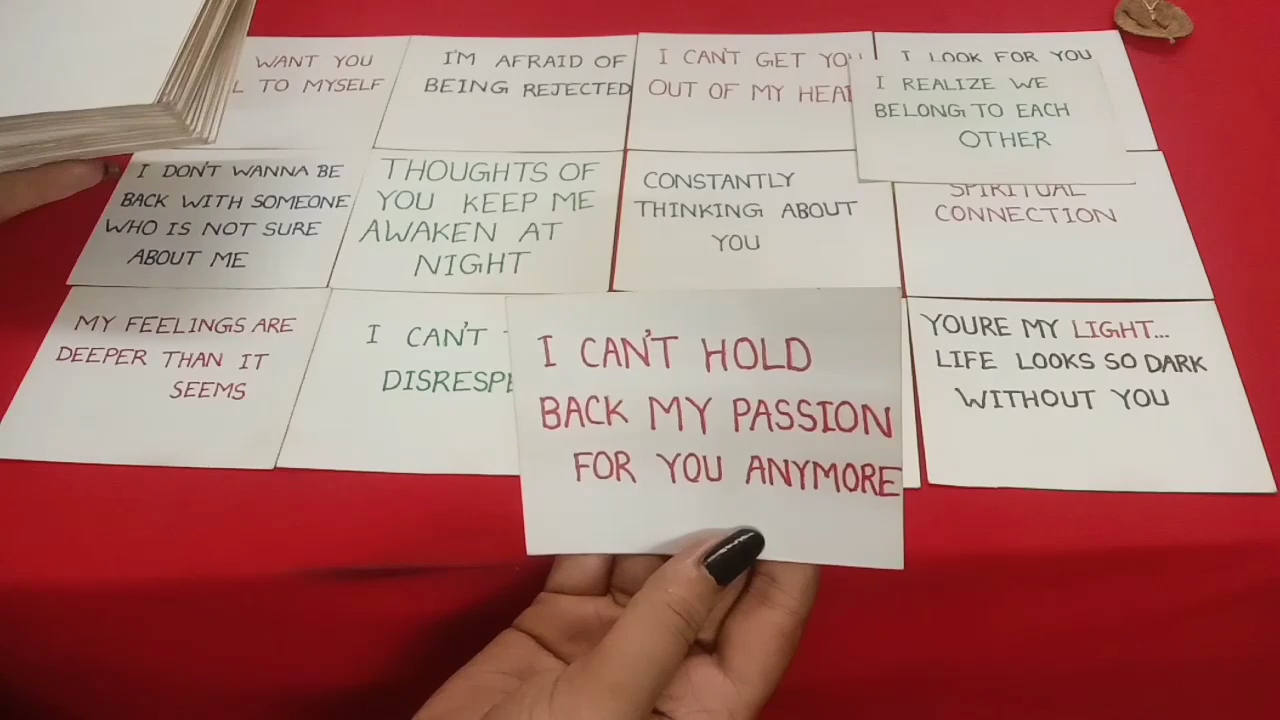 WANT YOU
TO MYSELF
I'M AFRAID OF
BEING REJECTED
I CAN'T GET
OUT OF MY
I LOOK FOR YOU
I REALIZE WE
BELONG TO EACH
OTHER
I DON'T WANNA BE
BACK WITH SOMEONE
WHO IS NOT SURE
ABOUT ME
THOUGHTS OF
YOU KEEP ME
AWAKEN AT
NIGHT
CONSTANTLY
THINKING ABOUT
YOU
SPIRITUAL
CONNECTION
MY FEELINGS ARE
DEEPER THAN IT
SEEMS
I CAN'T
I CAN'T HOLD
BACK MY PASSION
FOR YOU ANYMORE
YOURE MY LIGHT...
LIFE LOOKS SO DARK
WITHOUT YOU